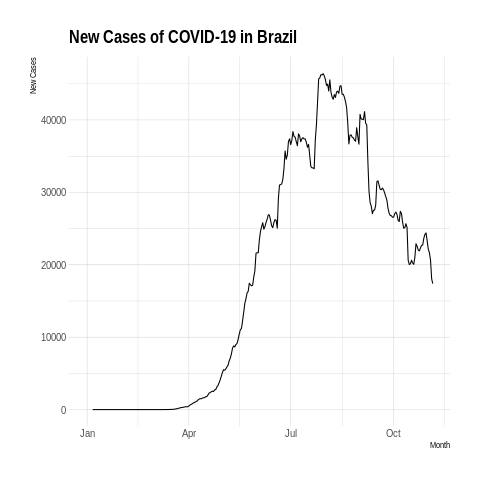 New Cases of COVID-19 in Brazil
New Cases
40000
30000
20000
10000
0
Jan Apr Jul Oct
Month